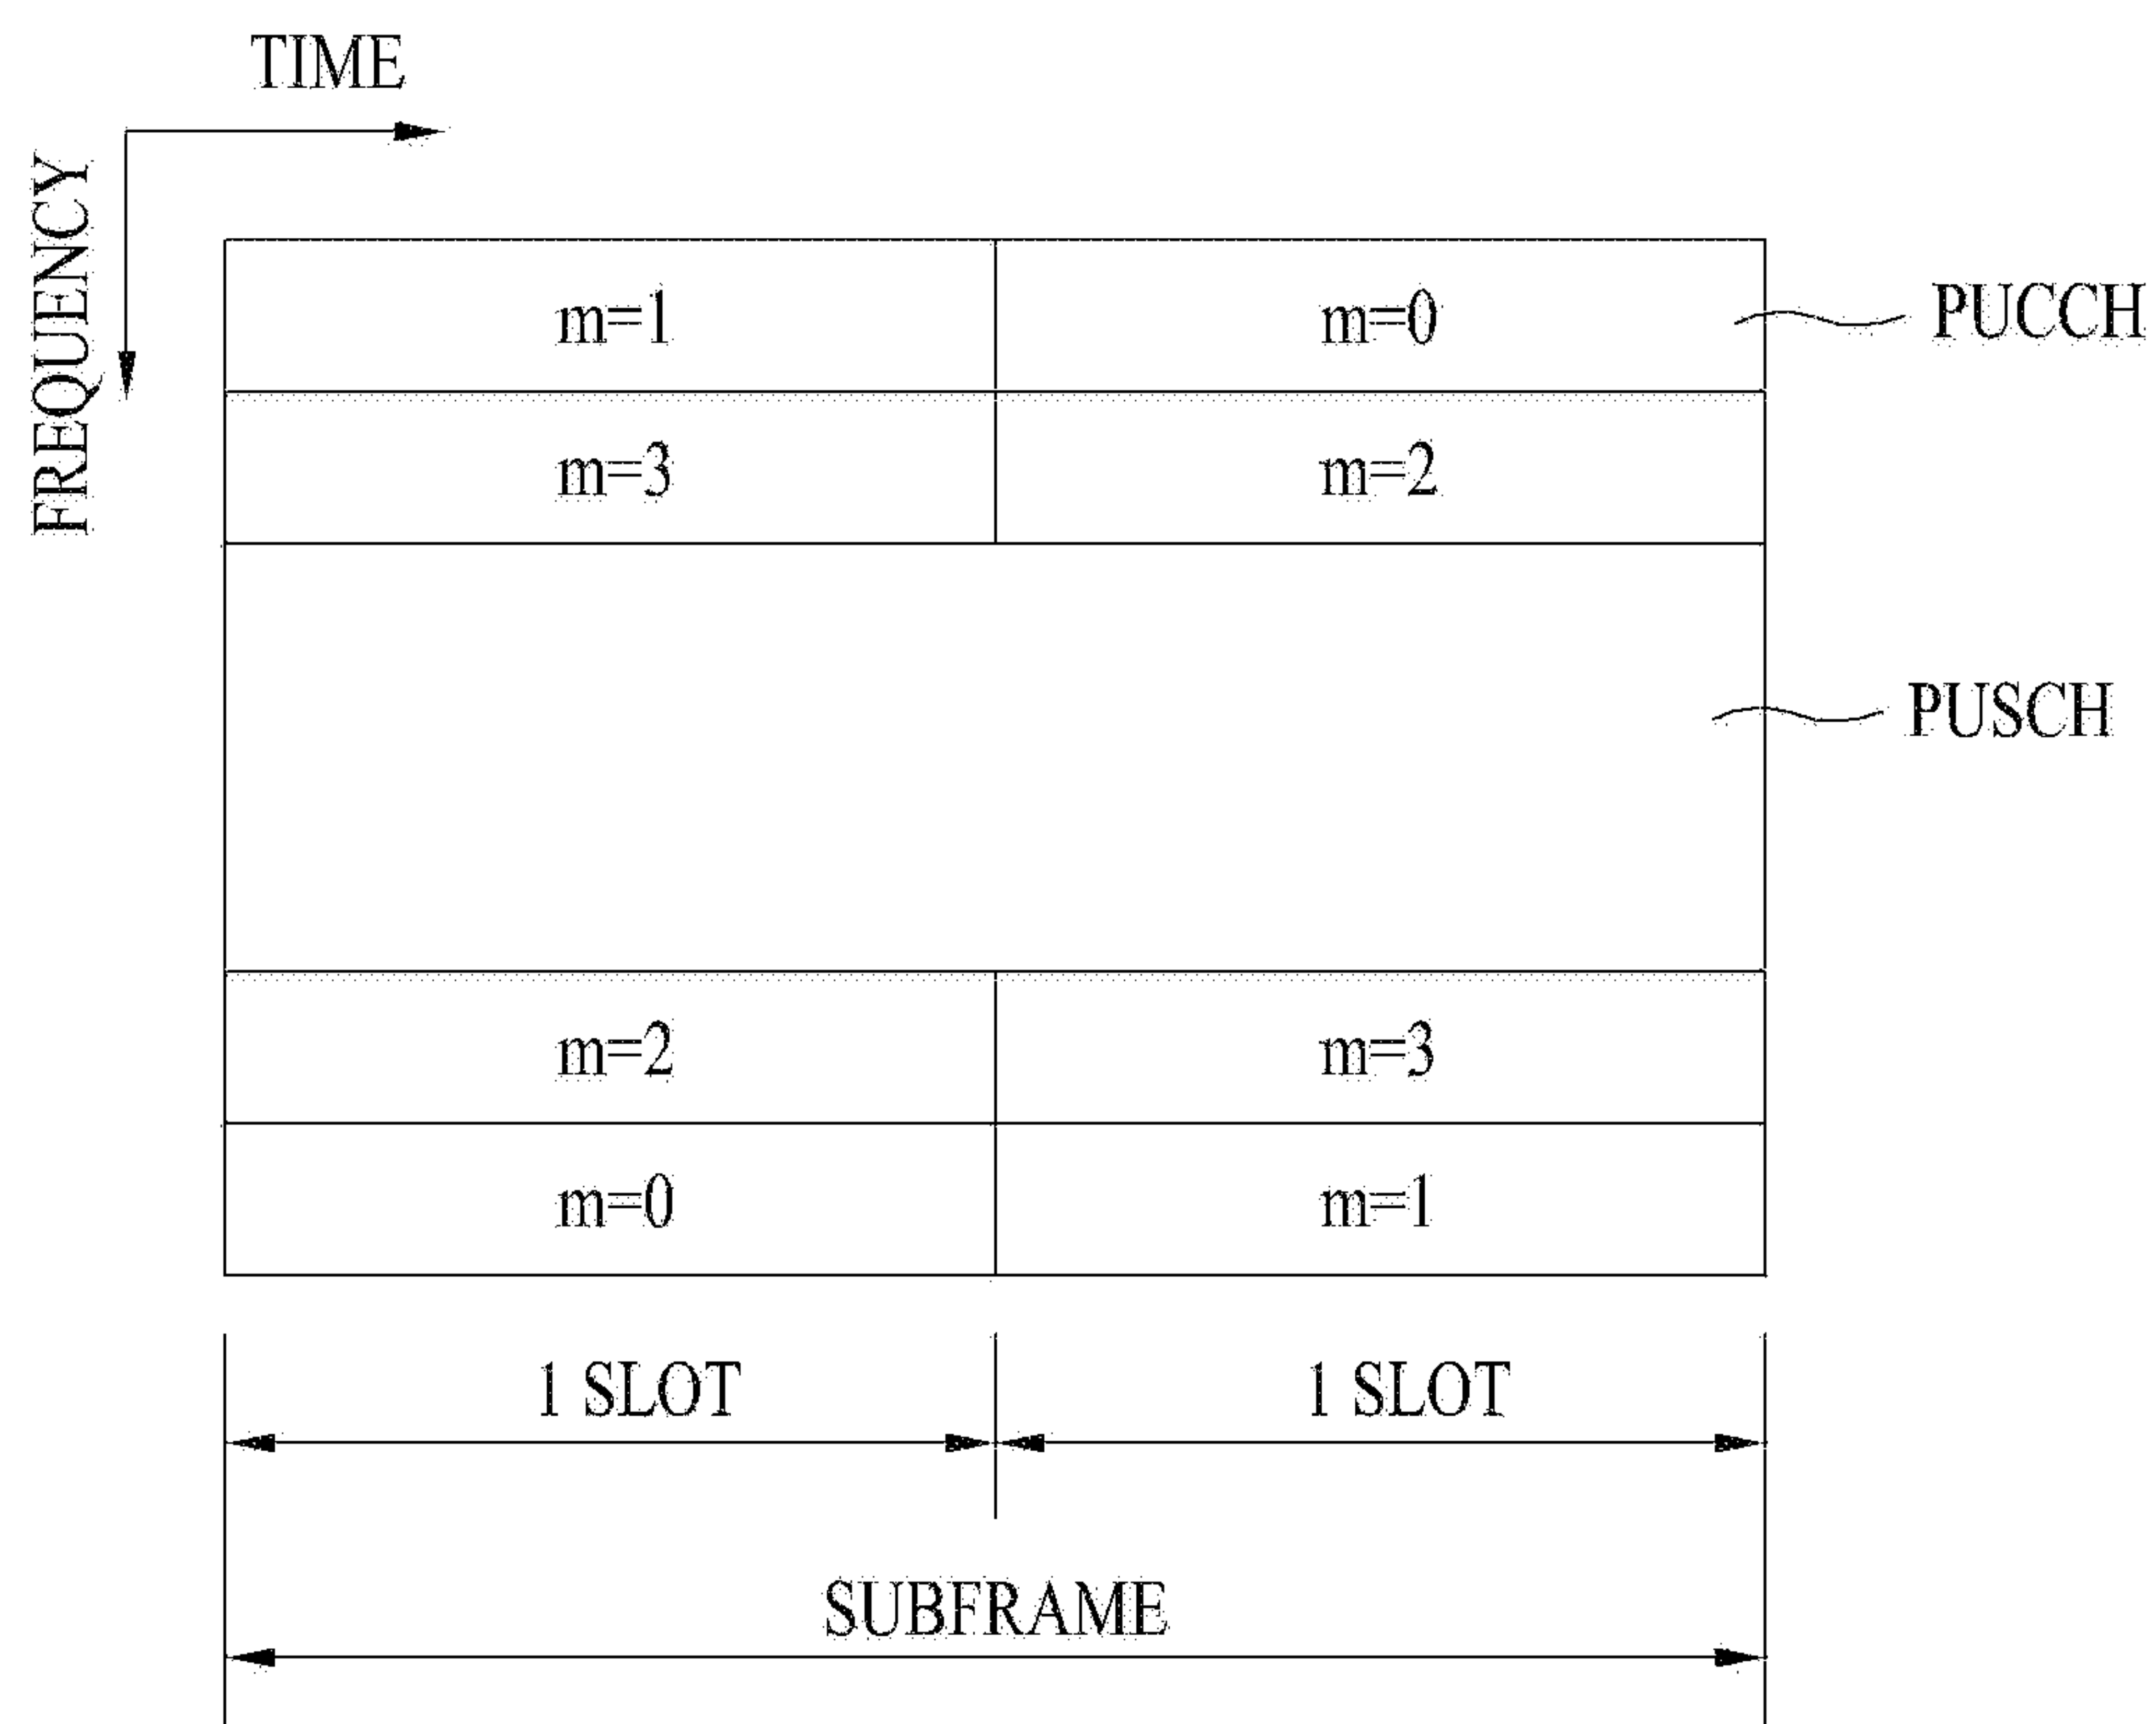 TIME
FREQUENCY
m=1 m=0 PUCCH
m=3 m=2
PUSCH
m=2 m=3
m=0 m=1
1 SLOT 1 SLOT
SUBFRAME